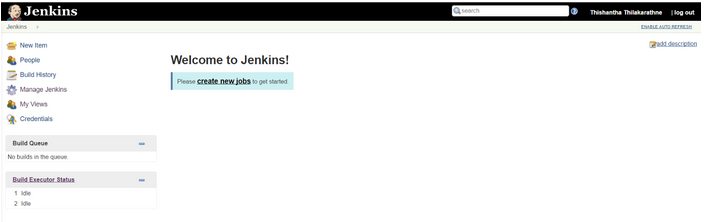 Jenkins
search
Thishantha Thilakarathne | log out
Jenkins
ENABLE AUTO REFRESH
New Item
People
Build History
Manage Jenkins
My Views
Credentials
Build Queue
No builds in the queue.
Build Executor Status
1 Idle
2 Idle
add description
Welcome to Jenkins!
Please create new jobs to get started.